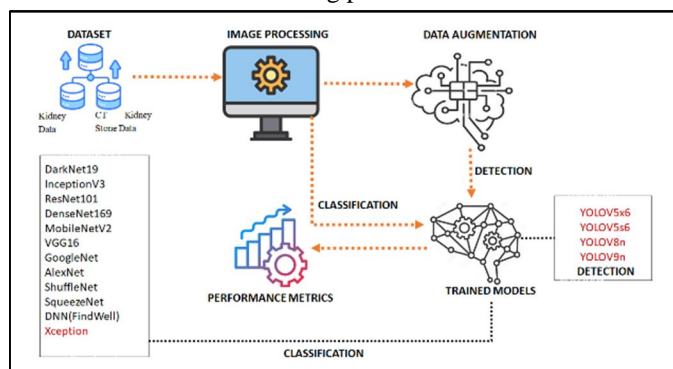 DATASET
IMAGE PROCESSING
DATA AUGMENTATION
Kidney CT Kidney
Data Stone Data
DETECTION
CLASSIFICATION
DarkNet19
InceptionV3
ResNet101
DenseNet169
MobileNetV2
VGG16
GoogleNet
AlexNet
ShuffleNet
SqueezeNet
DNN(FindWell)
Xception
PERFORMANCE METRICS
TRAINED MODELS
YOLOV5x6
YOLOV5s6
YOLOV8n
YOLOV9n
DETECTION
CLASSIFICATION